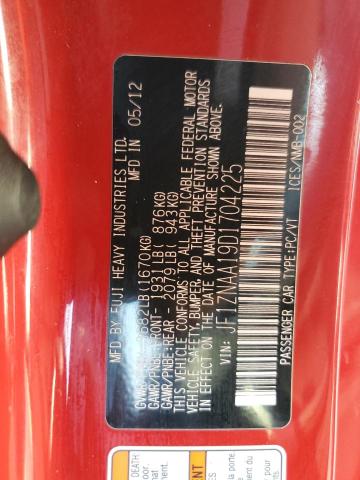 MFD BY FUJI HEAVY INDUSTRIES LTD.
MFD IN 05/12
GVWR 3682LB(1670KG)
GAWR/PNBE-FRONT- 1931LB( 876KG)
GAWR/PNBE-REAR - 2079LB( 943KG)
THIS VEHICLE CONFORMS TO ALL APPLICABLE FEDERAL MOTOR
VEHICLE SAFETY, BUMPER AND THEFT PREVENTION STANDARDS
IN EFFECT ON THE DATE OF MANUFACTURE SHOWN ABOVE.
VIN: JF1ZNAA19D1704225
ICES/NMB-002
PASSENGER CAR TYPE:PC/VT
DEATH